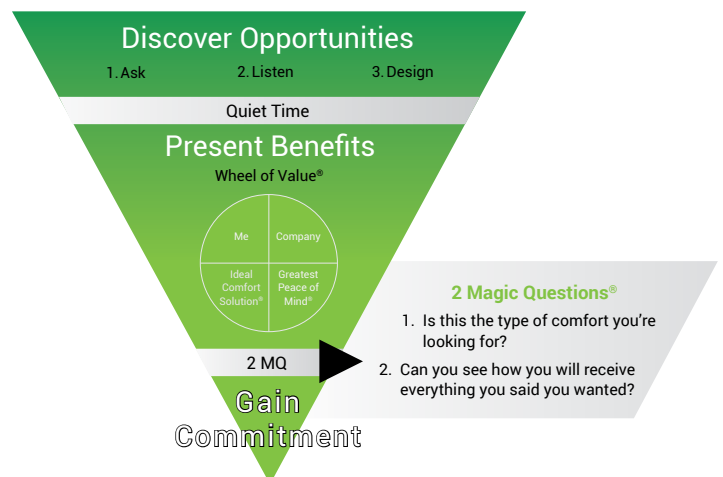 Discover Opportunities
1. Ask 2. Listen 3. Design
Quiet Time
Present Benefits
Wheel of Value®
Me
Company
Ideal
Comfort
Solution®
Greatest
Peace of
Mind®
2 MQ
Gain
Commitment
2 Magic Questions®
1. Is this the type of comfort you're
looking for?
2. Can you see how you will receive
everything you said you wanted?